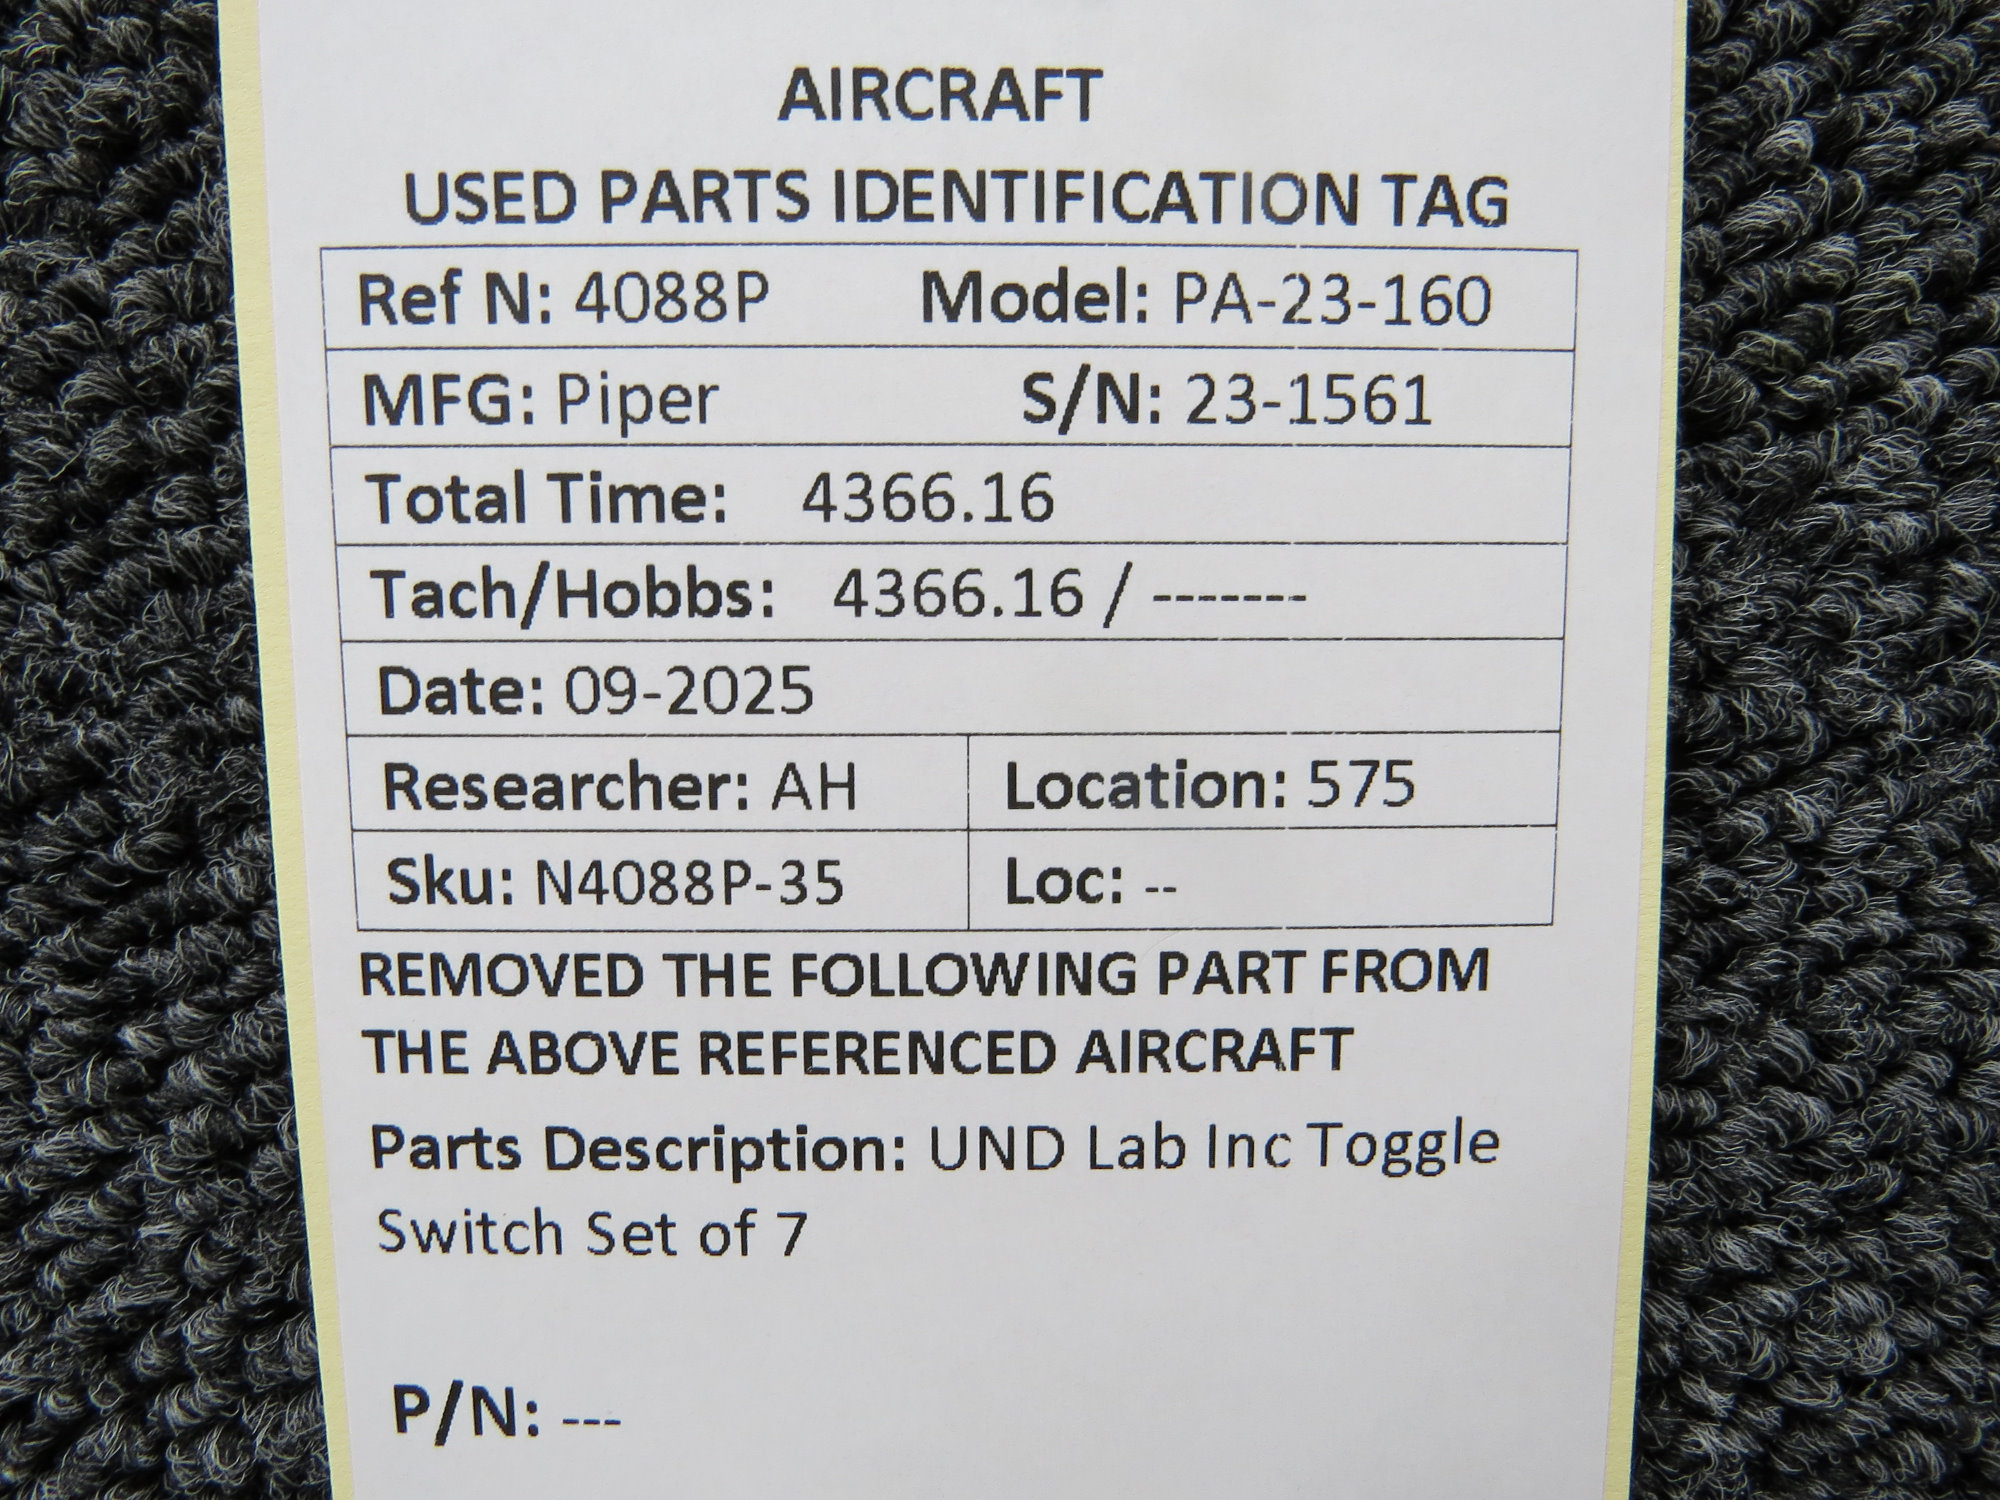 AIRCRAFT
USED PARTS IDENTIFICATION TAG
Ref N: 4088P Model: PA-23-160
MFG: Piper S/N: 23-1561
Total Time: 4366.16
Tach/Hobbs: 4366.16 / -------
Date: 09-2025
Researcher: AH Location: 575
Sku: N4088P-35 Loc: --
REMOVED THE FOLLOWING PART FROM
THE ABOVE REFERENCED AIRCRAFT
Parts Description: UND Lab Inc Toggle
Switch Set of 7
P/N: ---